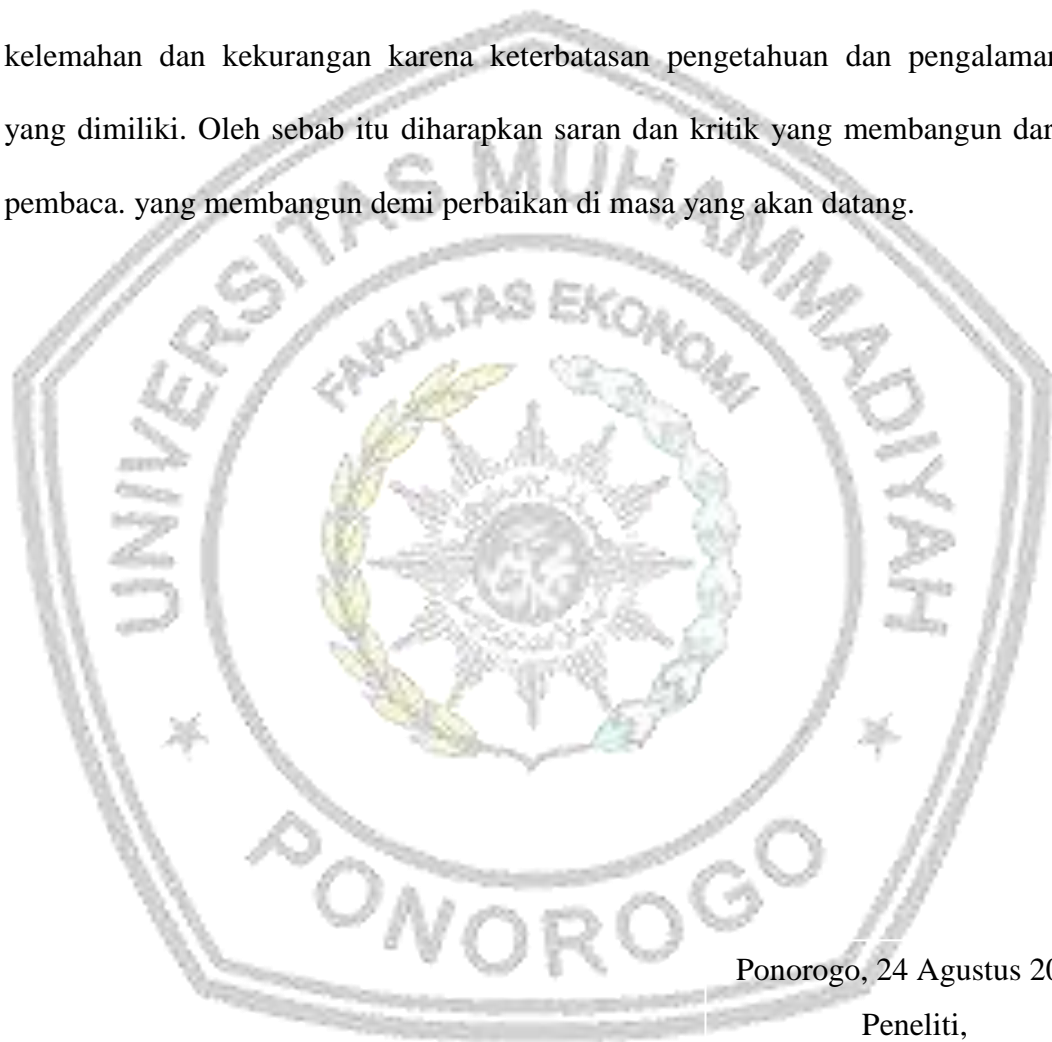 kelemahan dan kekurangan karena keterbatasan pengetahuan dan pengalaman
yang dimiliki. Oleh sebab itu diharapkan saran dan kritik yang membangun dar
pembaca. yang membangun demi perbaikan di masa yang akan datang.
UNIVERSITAS MUHAMMADIYAH
FAKULTAS EKONOMI
PONOROGO
Ponorogo, 24 Agustus 20
Peneliti,